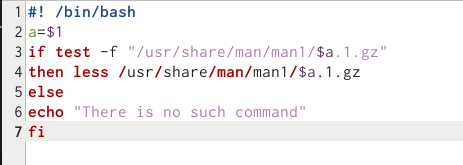 1 #! /bin/bash
2 a=$1
3 if test -f "/usr/share/man/man1/$a.1.gz"
4 then less /usr/share/man/man1/$a.1.gz
5 else
6 echo "There is no such command"
7 fi